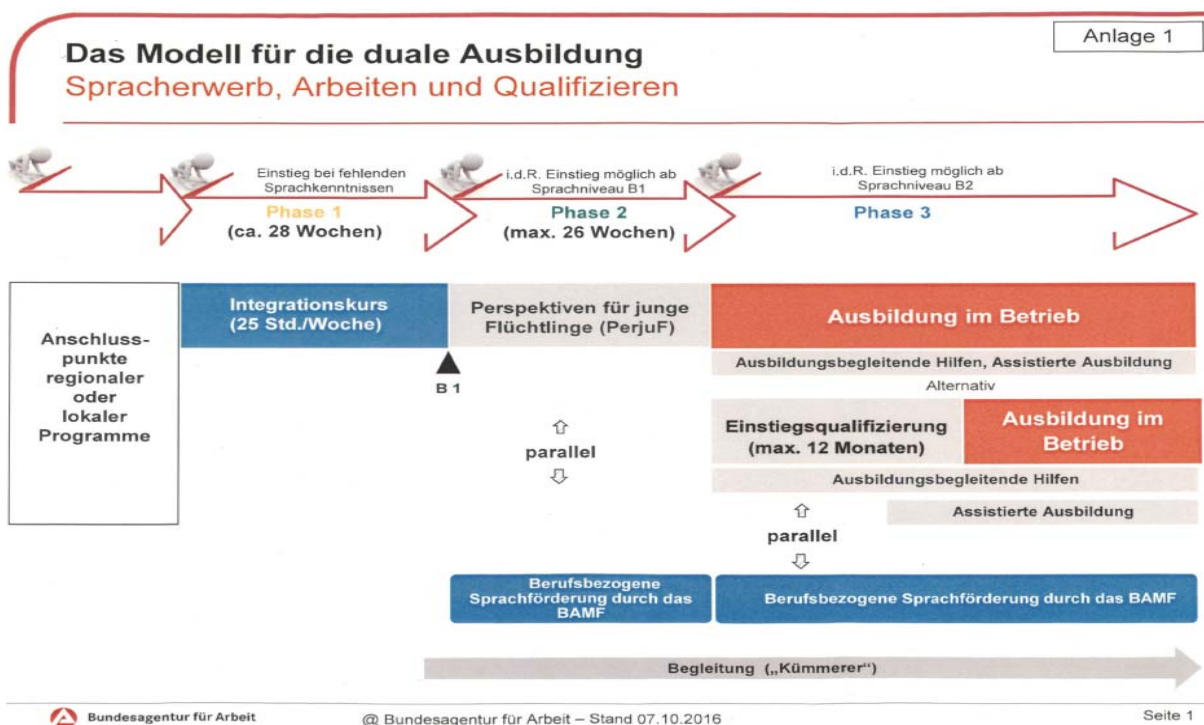 Anlage 1
Das Modell für die duale Ausbildung
Spracherwerb, Arbeiten und Qualifizieren
Einstieg bei fehlenden
Sprachkenntnissen
Phase 1
(ca. 28 Wochen)
i.d.R. Einstieg möglich ab
Sprachniveau B1
Phase 2
(max. 26 Wochen)
i.d.R. Einstieg möglich ab
Sprachniveau B2
Phase 3
Anschluss-
punkte
regionaler
oder
lokaler
Programme
Integrationskurs
(25 Std./Woche)
B 1
Perspektiven für junge
Flüchtlinge (PerjuF)
parallel
Ausbildung im Betrieb
Ausbildungsbegleitende Hilfen, Assistierte Ausbildung
Alternativ
Einstiegsqualifizierung
(max. 12 Monaten)
Ausbildung im
Betrieb
Ausbildungsbegleitende Hilfen
Assistierte Ausbildung
parallel
Berufsbezogene
Sprachförderung durch das
BAMF
Berufsbezogene Sprachförderung durch das BAMF
Begleitung („Kümmerer“)
Bundesagentur für Arbeit
@ Bundesagentur für Arbeit – Stand 07.10.2016
Seite 1